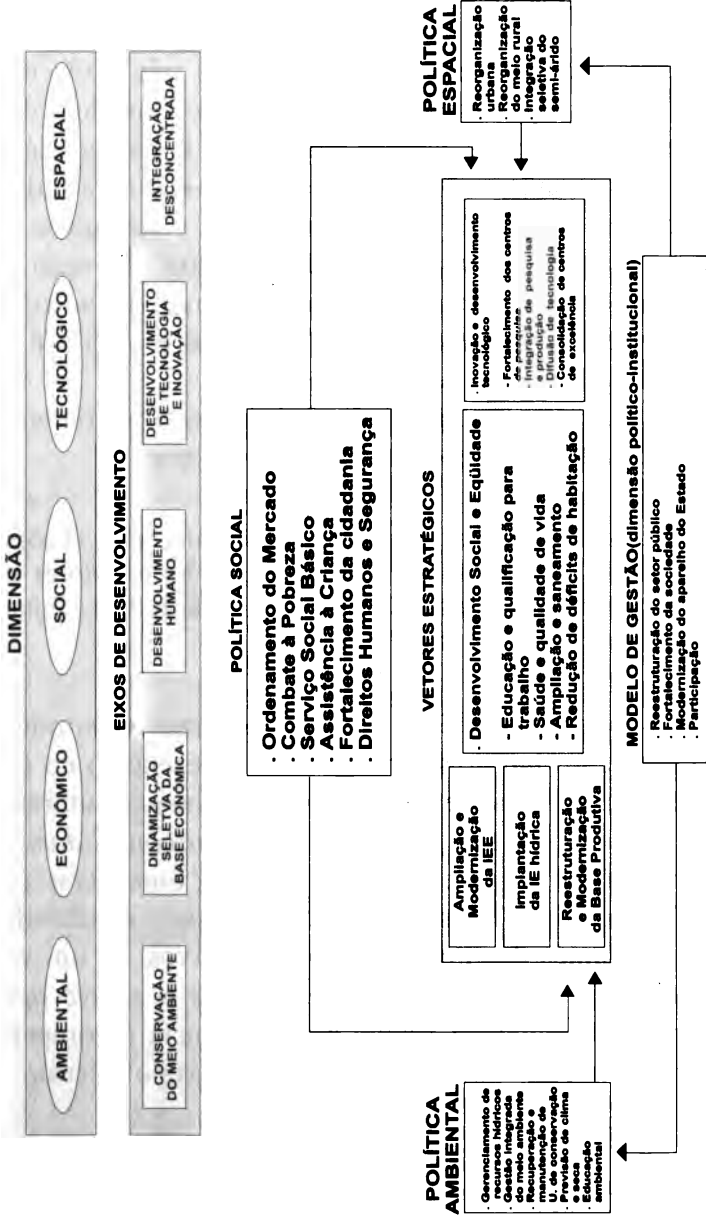 DIMENSÃO
AMBIENTAL
ECONÔMICO
SOCIAL
TECNOLÓGICO
ESPACIAL
EIXOS DE DESENVOLVIMENTO
CONSERVAÇÃO
DO MEIO AMBIENTE
DINAMIZAÇÃO
SELETVA DA
BASE ECONÔMICA
DESENVOLVIMENTO
HUMANO
DESENVOLVIMENTO
DE TECNOLOGIA
E INOVAÇÃO
INTEGRAÇÃO
DESCONCENTRADA
POLÍTICA SOCIAL
. Ordenamento do Mercado
. Combate à Pobreza
. Serviço Social Básico
. Assistência à Criança
. Fortalecimento da cidadania
. Direitos Humanos e Segurança
POLÍTICA
AMBIENTAL
. Gerenciamento de
recursos hídricos
. Gestão integrada
do meio ambiente
. Recuperação e
manutenção de
U. de conservação
. Previsão de clima
e seca
. Educação
ambiental
VETORES ESTRATÉGICOS
Ampliação e
Modernização
da IEE
Implantação
da IE hídrica
Reestruturação
e Modernização
da Base Produtiva
. Desenvolvimento Social e Eqüidade
- Educação e qualificação para
trabalho
- Saúde e qualidade de vida
- Ampliação e saneamento
- Redução de déficits de habitação
. Inovação e desenvolvimento
tecnológico
- Fortalecimento dos centros
de pesquisa
- Integração de pesquisa
e produção
- Difusão de tecnologia
- Consolidação de centros
de excelência
POLÍTICA
ESPACIAL
. Reorganização
urbana
. Reorganização
do meio rural
. Integração
seletiva do
semi-árido
MODELO DE GESTÃO(dimensão político-institucional)
. Reestruturação do setor público
. Fortalecimento da sociedade
. Modernização do aparelho do Estado
. Participação